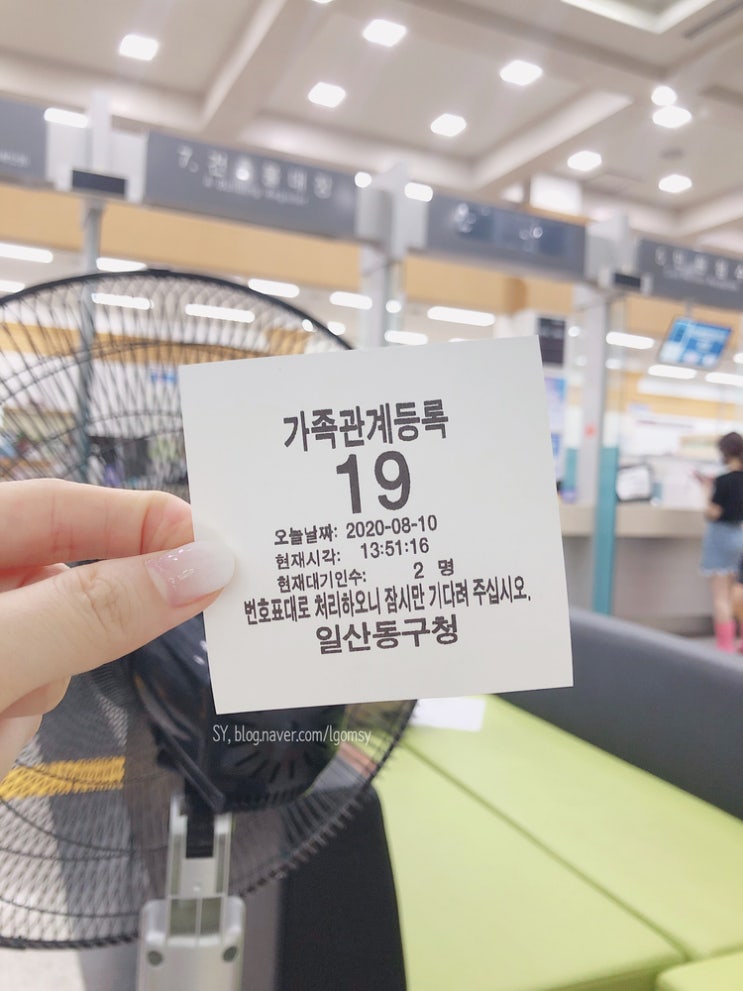 가족관계등록
19
오늘날짜: 2020-08-10
현재시각: 13:51:16
현재대기인수: 2 명
번호표대로 처리하오니 잠시만 기다려 주십시오.
일산동구청
SY, blog.naver.com/lgomsy